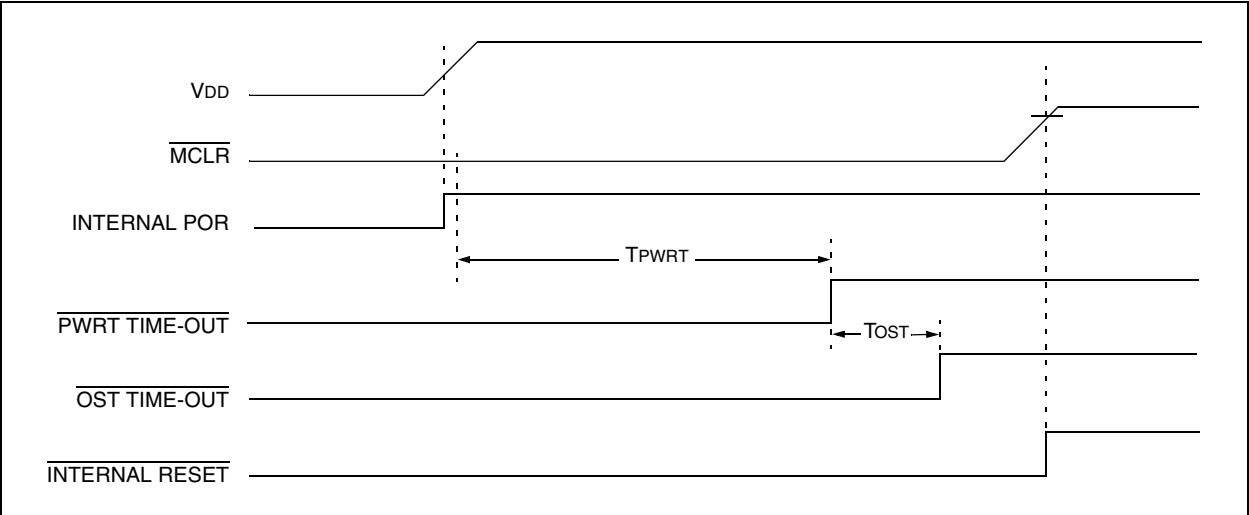 VDD
MCLR
INTERNAL POR
TPWRT
PWRT TIME-OUT
TOST
OST TIME-OUT
INTERNAL RESET